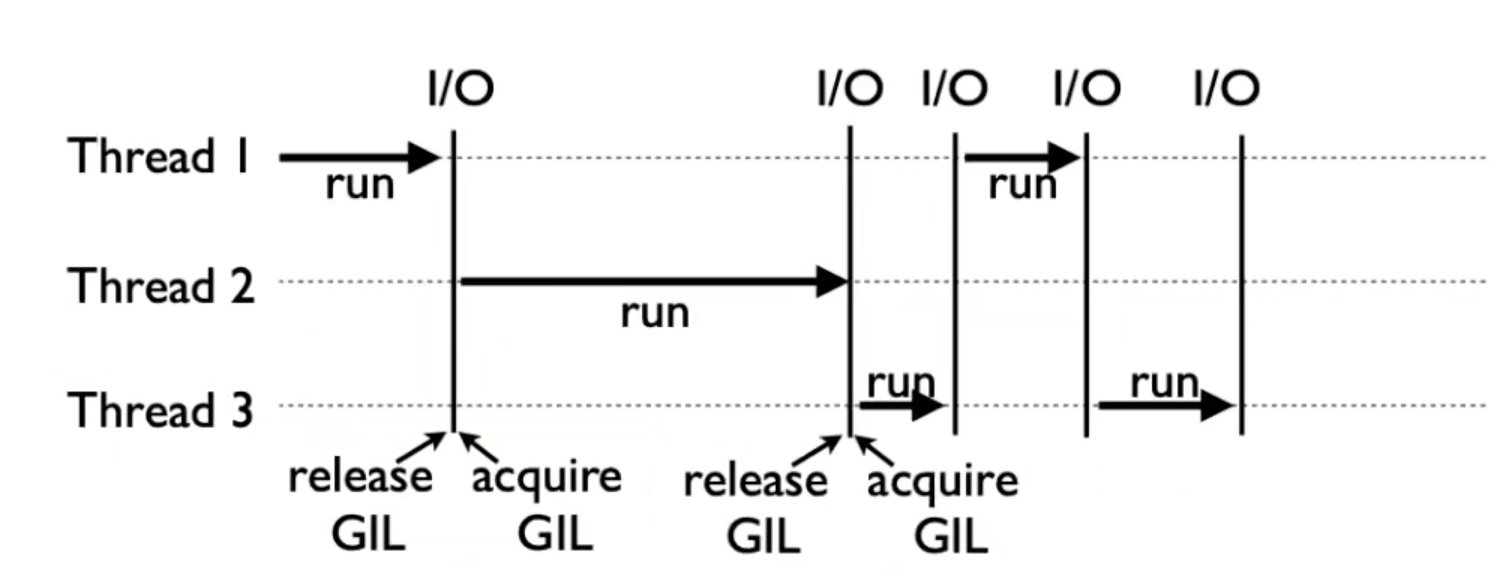 I/O I/O I/O I/O I/O
Thread 1
run run
Thread 2
run
run run
Thread 3
release acquire release acquire
GIL GIL GIL GIL